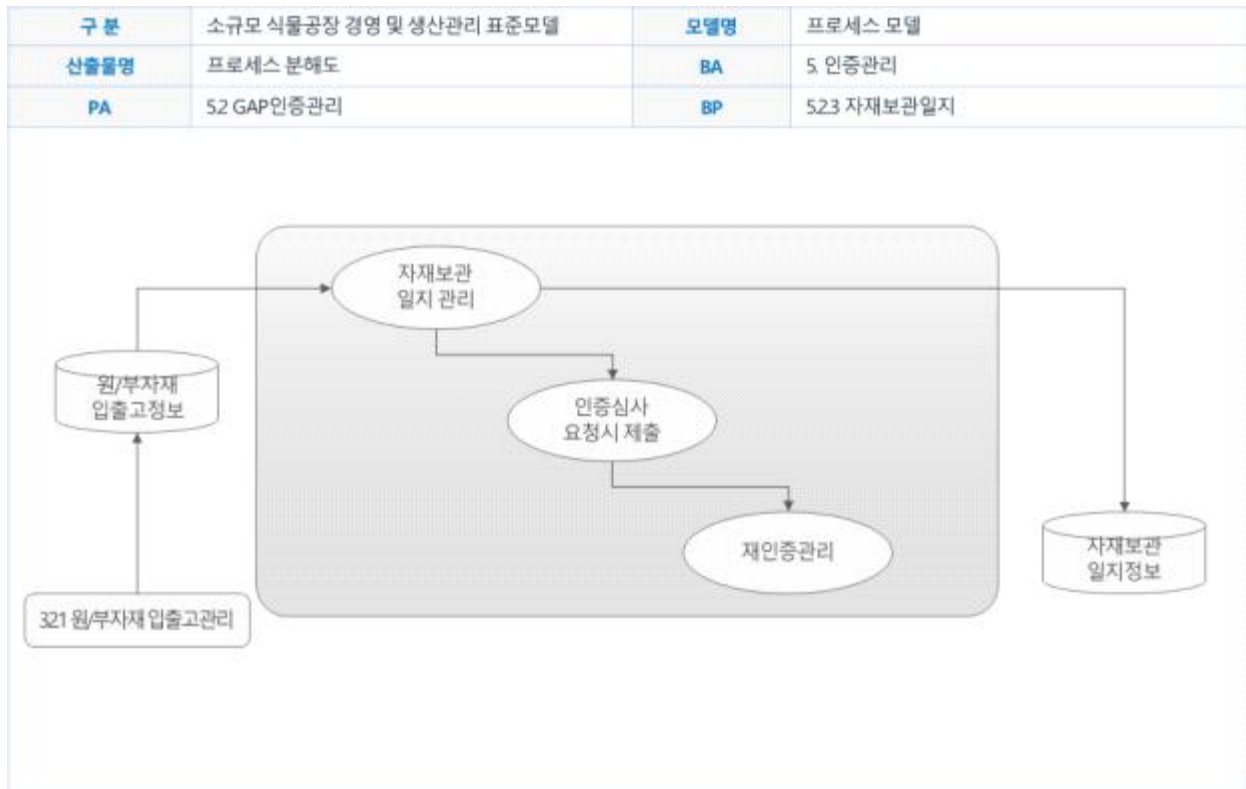 구 분 소규모 식물공장 경영 및 생산관리 표준모델 모델명 프로세스 모델
산출물명 프로세스 분해도 BA 5. 인증관리
PA 5.2 GAP인증관리 BP 5.2.3 자재보관일지
자재보관
일지 관리
원/부자재
입출고정보
인증심사
요청시 제출
재인증관리
자재보관
일지정보
3.2.1 원/부자재 입출고관리